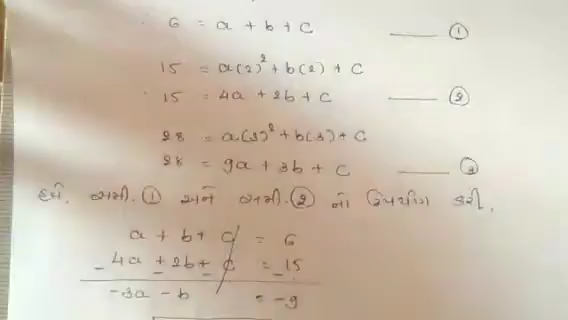 ∴ 6 = a + b + c —— ①
15 = a(2)² + b(2) + c
∴ 15 = 4a + 2b + c —— ②
28 = a(3)² + b(3) + c
28 = 9a + 3b + c —— ③
હવે, સમી. ① અને સમી. ② નો ઉપયોગ કરી,
a + b + c = 6
4a + 2b + c = 15
- - - -
-3a - b = -9